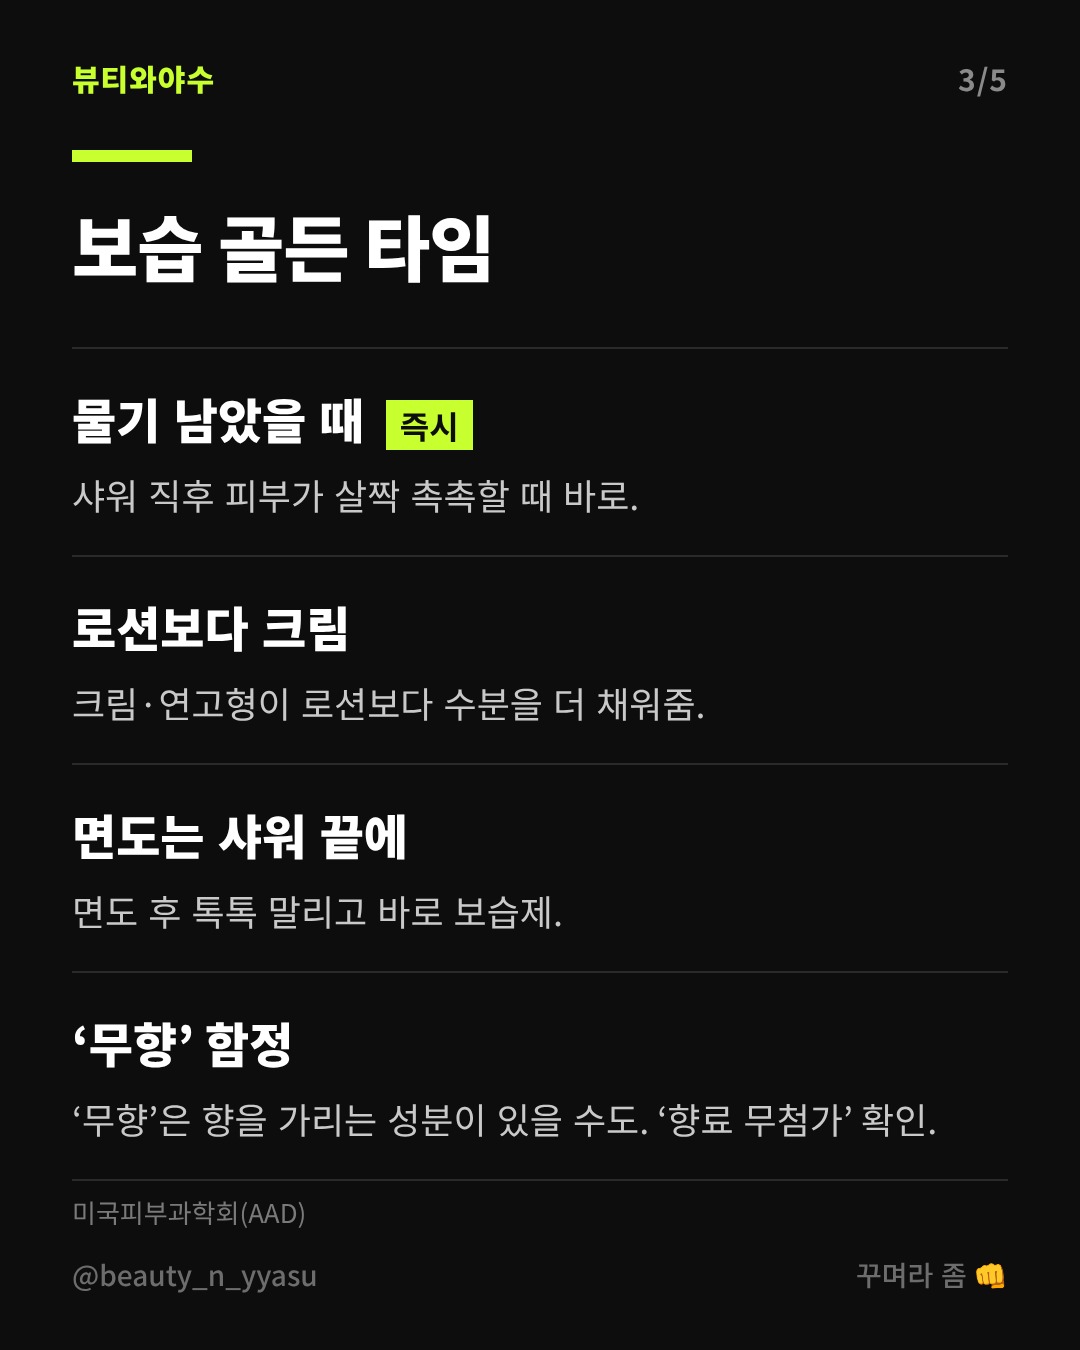 뷰티와야수
3/5
보습 골든 타임
물기 남았을 때 즉시
샤워 직후 피부가 살짝 촉촉할 때 바로.
로션보다 크림
크림·연고형이 로션보다 수분을 더 채워줌.
면도는 샤워 끝에
면도 후 톡톡 말리고 바로 보습제.
‘무향’ 함정
‘무향’은 향을 가리는 성분이 있을 수도. ‘향료 무첨가’ 확인.
미국피부과학회(AAD)
@beauty_n_yyasu
꾸며라 좀 👊